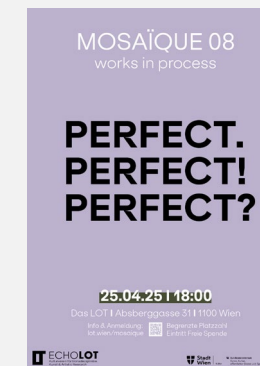 MOSAÏQUE 08
works in process
PERFECT.
PERFECT!
PERFECT?
25.04.25 I 18:00
Das LOT I Absberggasse 31 I 1100 Wien
Info & Anmeldung:
lot.wien/mosaique
Begrenzte Platzzahl
Eintritt Freie Spende
ECHOLOT
Stadt
Wien